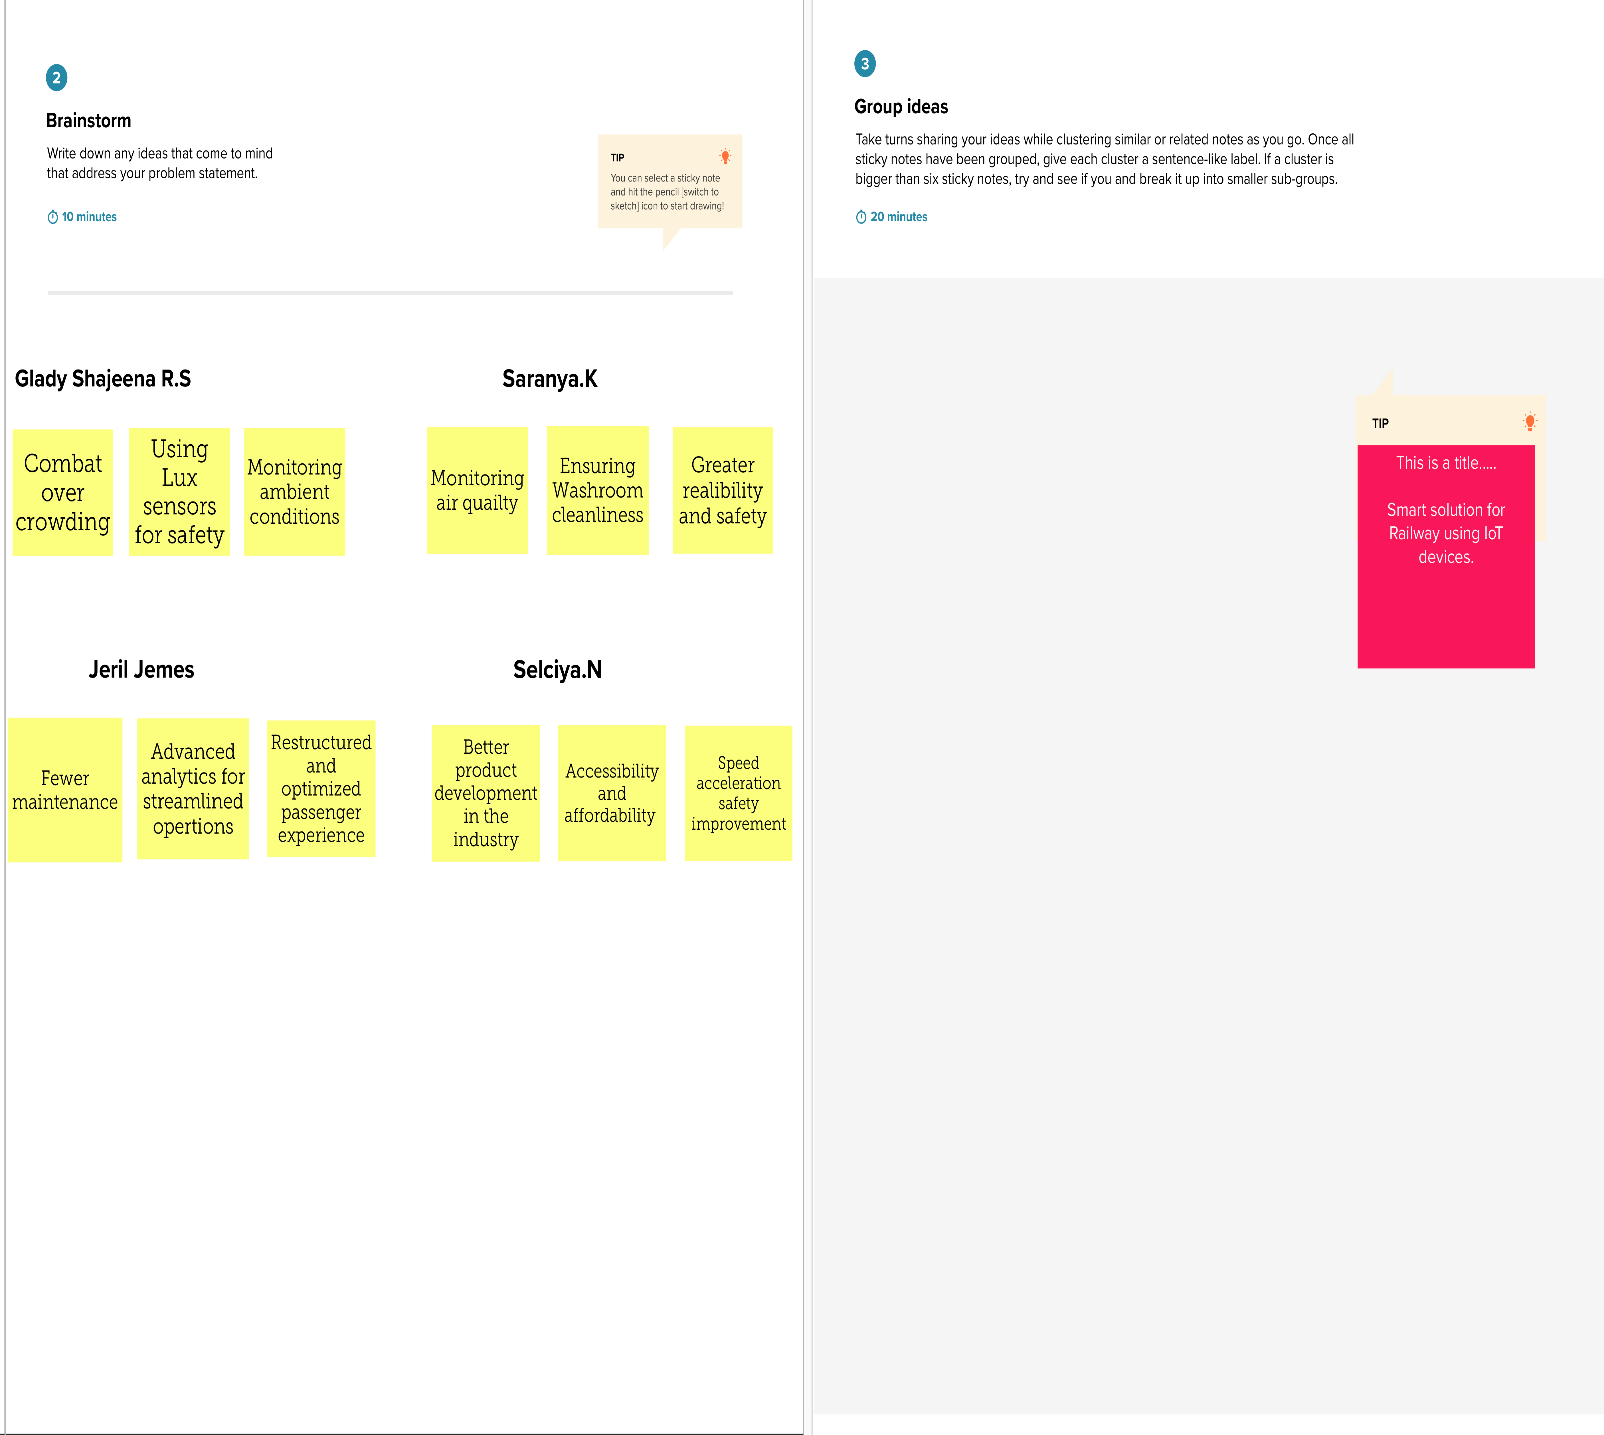 2
Brainstorm
Write down any ideas that come to mind
that address your problem statement.
10 minutes
TIP
You can select a sticky note
and hit the pencil [switch to
sketch] icon to start drawing!
Glady Shajeena R.S
Combat
over
crowding
Using
Lux
sensors
for safety
Monitoring
ambient
conditions
Saranya.K
Monitoring
air quailty
Ensuring
Washroom
cleanliness
Greater
realibility
and safety
Jeril Jemes
Fewer
maintenance
Advanced
analytics for
streamlined
opertions
Restructured
and
optimized
passenger
experience
Selciya.N
Better
product
development
in the
industry
Accessibility
and
affordability
Speed
acceleration
safety
improvement
3
Group ideas
Take turns sharing your ideas while clustering similar or related notes as you go. Once all
sticky notes have been grouped, give each cluster a sentence-like label. If a cluster is
bigger than six sticky notes, try and see if you and break it up into smaller sub-groups.
20 minutes
TIP
This is a title.....
Smart solution for
Railway using IoT
devices.